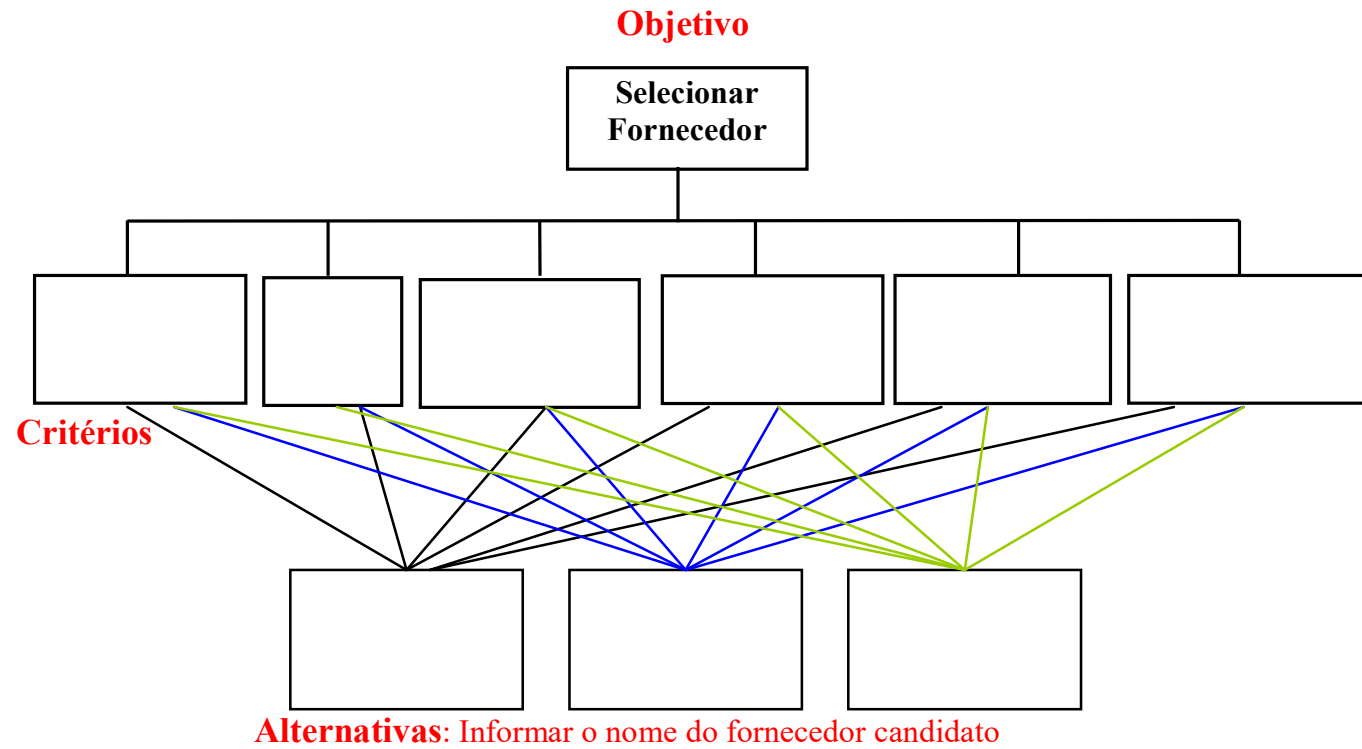 Objetivo
Selecionar
Fornecedor
Critérios
Alternativas: Informar o nome do fornecedor candidato